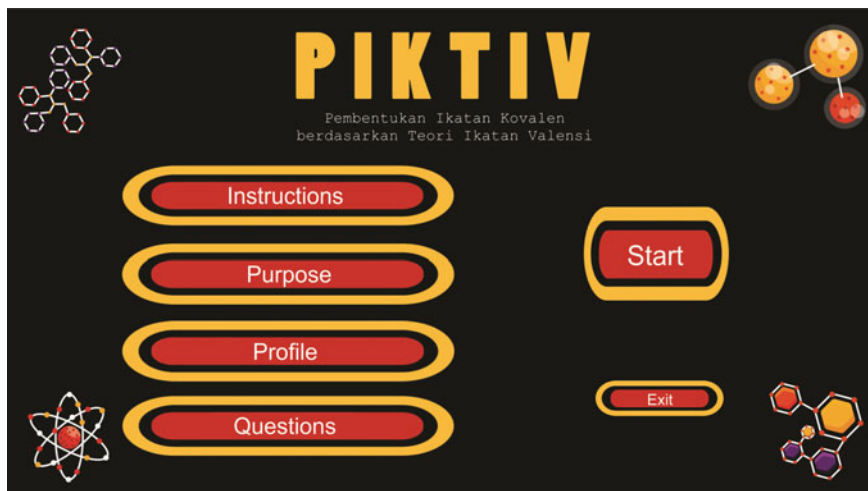 PIKTIV
Pembentukan Ikatan Kovalen
berdasarkan Teori Ikatan Valensi
Instructions
Purpose
Profile
Questions
Start
Exit